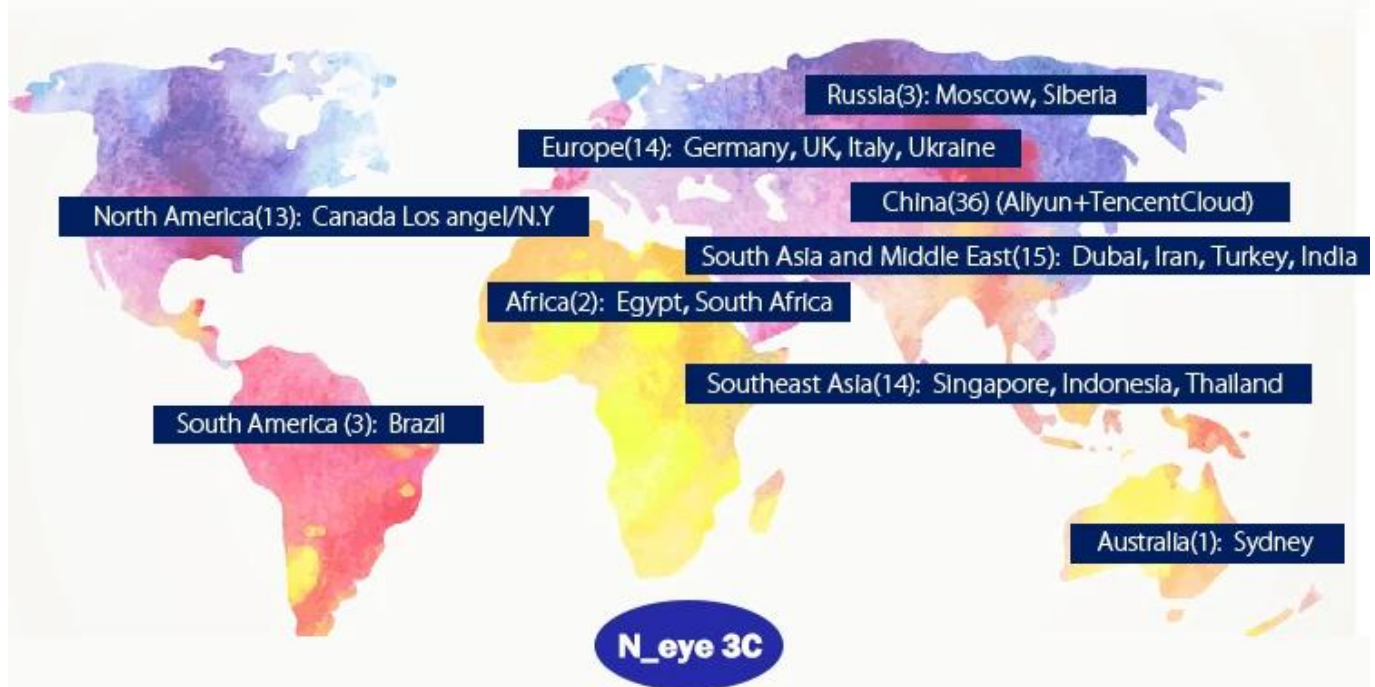 Russia(3): Moscow, Siberia
Europe(14): Germany, UK, Italy, Ukraine
China(36) (Aliyun+TencentCloud)
North America(13): Canada Los angel/N.Y
South Asia and Middle East(15): Dubai, Iran, Turkey, India
Africa(2): Egypt, South Africa
Southeast Asia(14): Singapore, Indonesia, Thailand
South America (3): Brazil
Australia(1): Sydney
N_eye 3C